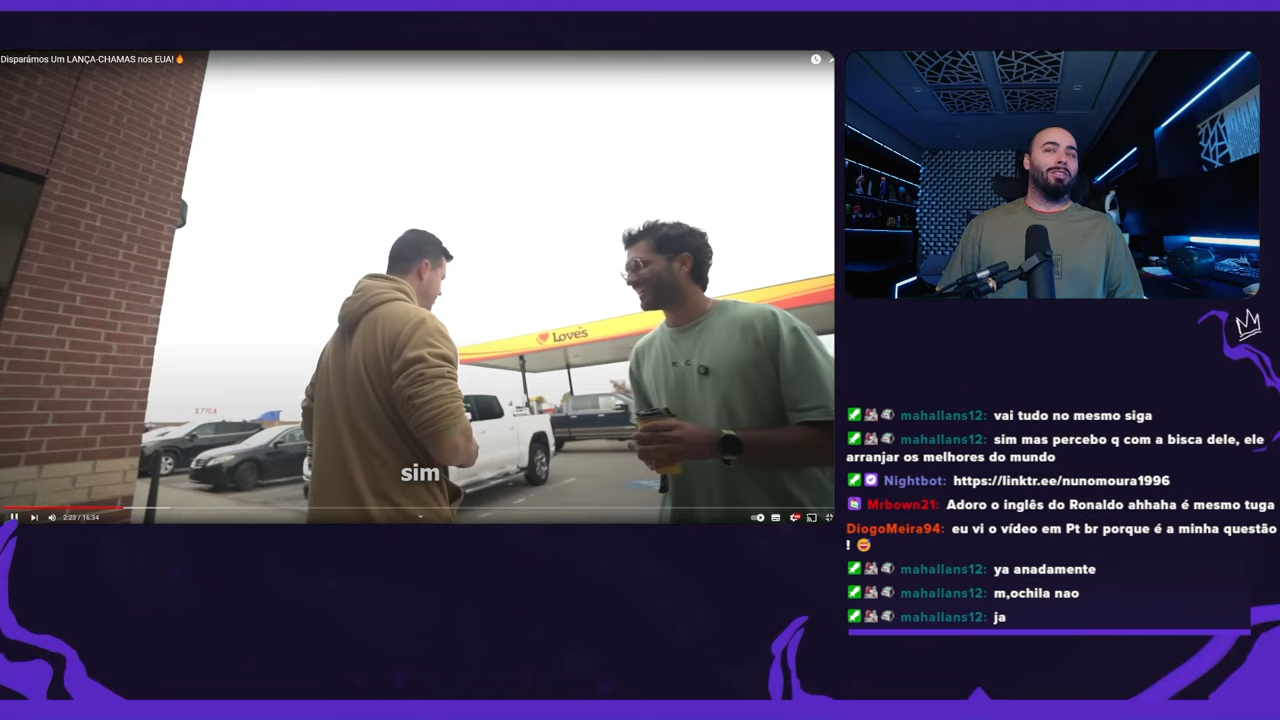 Disparámos Um LANÇA-CHAMAS nos EUA!🔥
Love's
sim
2:23 / 16:34
mahallans12: vai tudo no mesmo siga
mahallans12: sim mas percebo q com a bisca dele, ele
arranjar os melhores do mundo
Nightbot: https://linktr.ee/nunomoura1996
Mrbown21: Adoro o inglês do Ronaldo ahhaha é mesmo tuga
DiogoMeira94: eu vi o vídeo em Pt br porque é a minha questão
! 😅
mahallans12: ya anadamente
mahallans12: m,ochila nao
mahallans12: ja